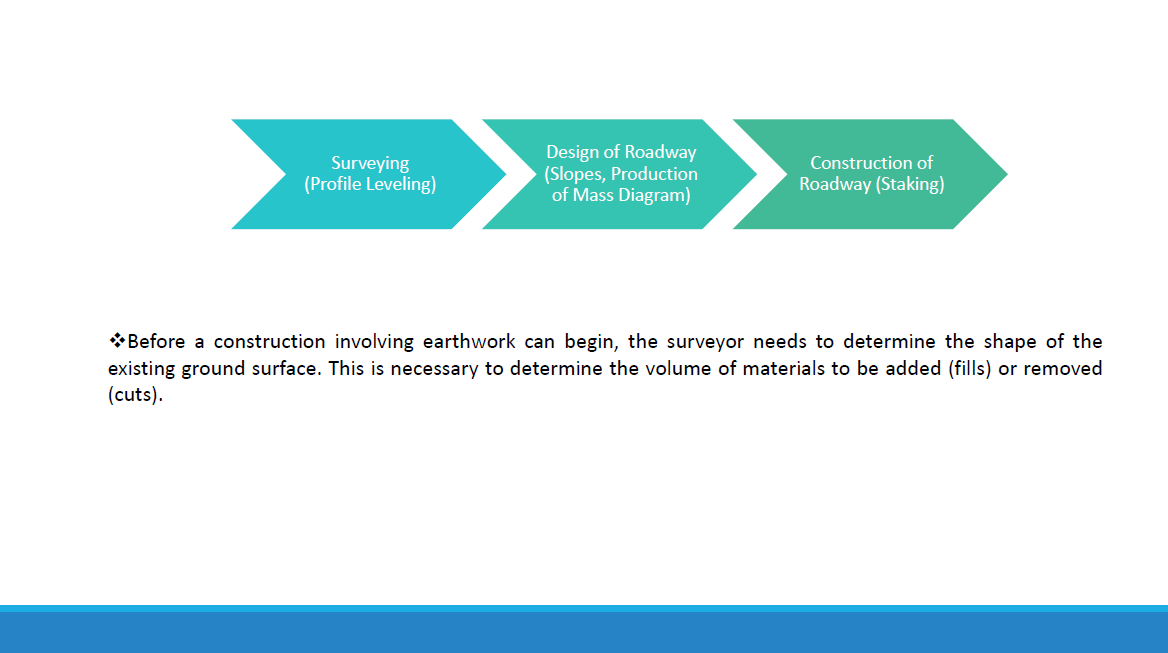 Surveying
(Profile Leveling)
Design of Roadway
(Slopes, Production
of Mass Diagram)
Construction of
Roadway (Staking)
❖Before a construction involving earthwork can begin, the surveyor needs to determine the shape of the
existing ground surface. This is necessary to determine the volume of materials to be added (fills) or removed
(cuts).